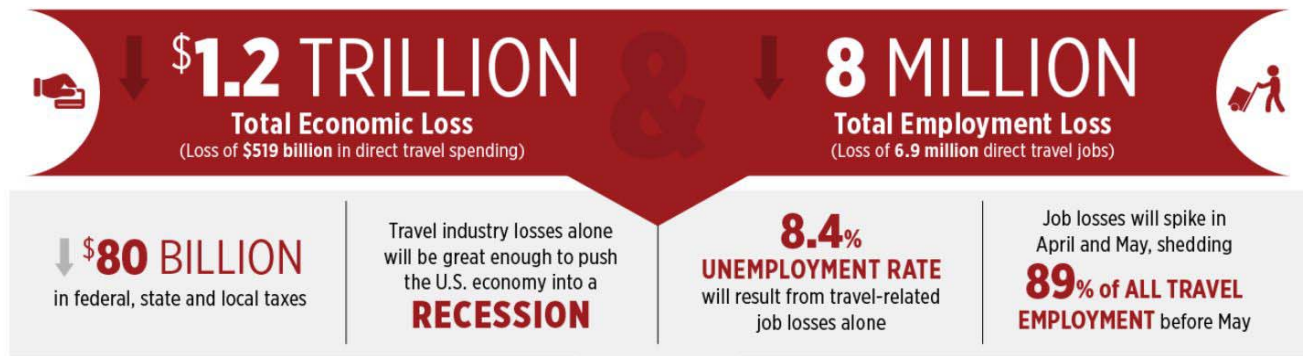 $1.2 TRILLION
Total Economic Loss
(Loss of $519 billion in direct travel spending)
&
8 MILLION
Total Employment Loss
(Loss of 6.9 million direct travel jobs)
$80 BILLION
in federal, state and local taxes
Travel industry losses alone
will be great enough to push
the U.S. economy into a
RECESSION
8.4%
UNEMPLOYMENT RATE
will result from travel-related
job losses alone
Job losses will spike in
April and May, shedding
89% of ALL TRAVEL
EMPLOYMENT before May